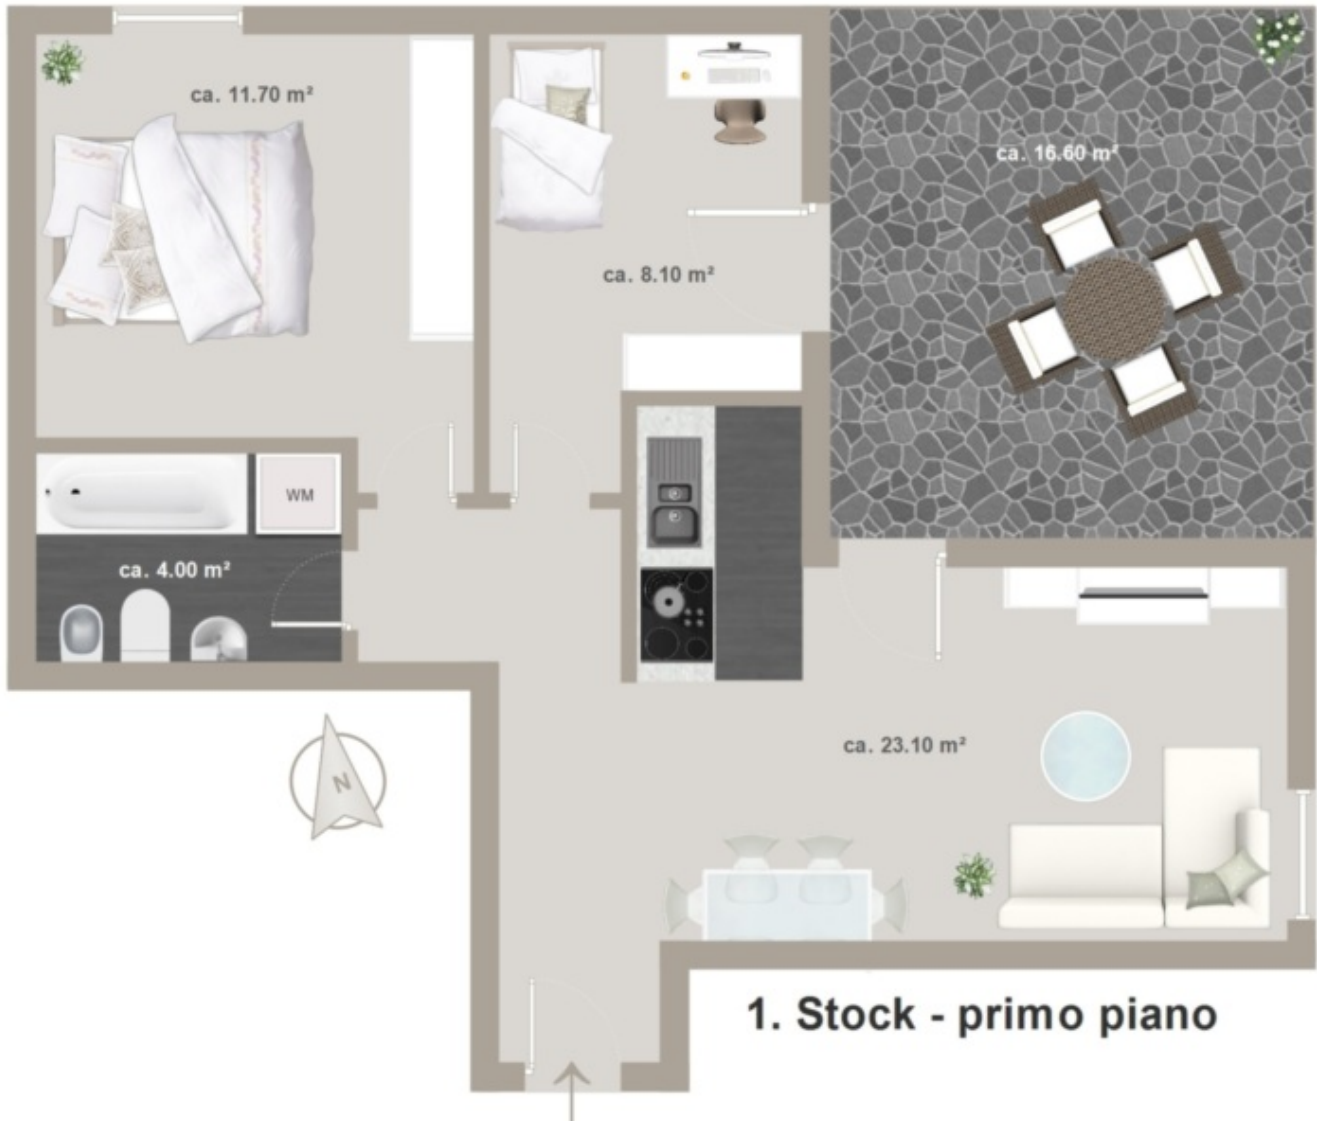 ca. 11.70 m²
ca. 16.60 m²
ca. 8.10 m²
WM
ca. 4.00 m²
ca. 23.10 m²
N
1. Stock - primo piano